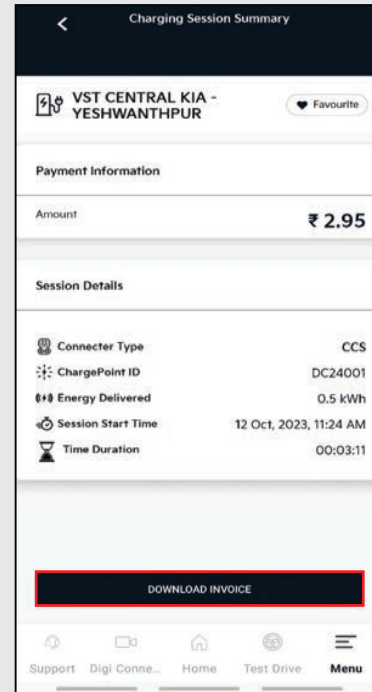 Charging Session Summary
VST CENTRAL KIA -
YESHWANTHPUR
Favourite
Payment Information
Amount
₹ 2.95
Session Details
Connecter Type
CCS
ChargePoint ID
DC24001
Energy Delivered
0.5 kWh
Session Start Time
12 Oct, 2023, 11:24 AM
Time Duration
00:03:11
DOWNLOAD INVOICE
Support
Digi Conne...
Home
Test Drive
Menu